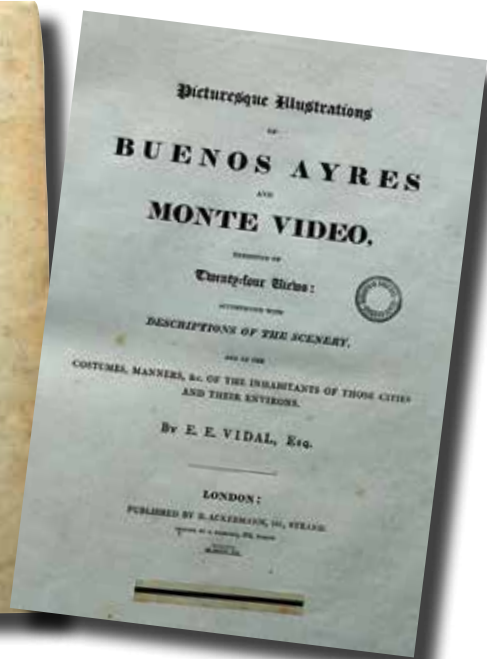 Picturesque Illustrations
OF
BUENOS AYRES
AND
MONTE VIDEO,
CONSISTING OF
Twenty-four Views:
ACCOMPANIED WITH
DESCRIPTIONS OF THE SCENERY,
AND OF THE
COSTUMES, MANNERS, &c. OF THE INHABITANTS OF THOSE CITIES
AND THEIR ENVIRONS.
By E. E. VIDAL, Esq.
LONDON:
PUBLISHED BY R. ACKERMANN, 101, STRAND.